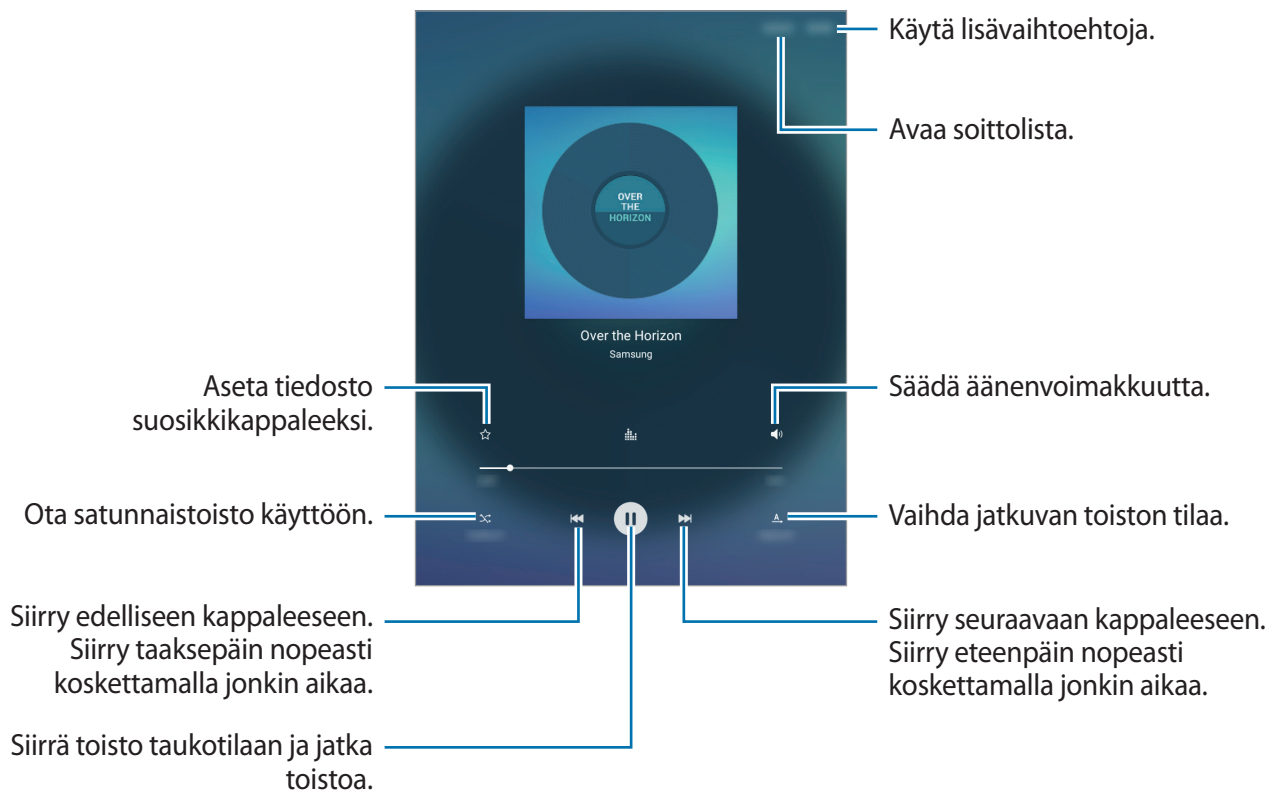 Käytä lisävaihtoehtoja.
Avaa soittolista.
OVER
THE
HORIZON
Over the Horizon
Samsung
Aseta tiedosto
suosikkikappaleeksi.
Säädä äänenvoimakkuutta.
Ota satunnaistoisto käyttöön.
A
Vaihda jatkuvan toiston tilaa.
Siirry edelliseen kappaleeseen.
Siirry taaksepäin nopeasti
koskettamalla jonkin aikaa.
Siirry seuraavaan kappaleeseen.
Siirry eteenpäin nopeasti
koskettamalla jonkin aikaa.
Siirrä toisto taukotilaan ja jatka
toistoa.